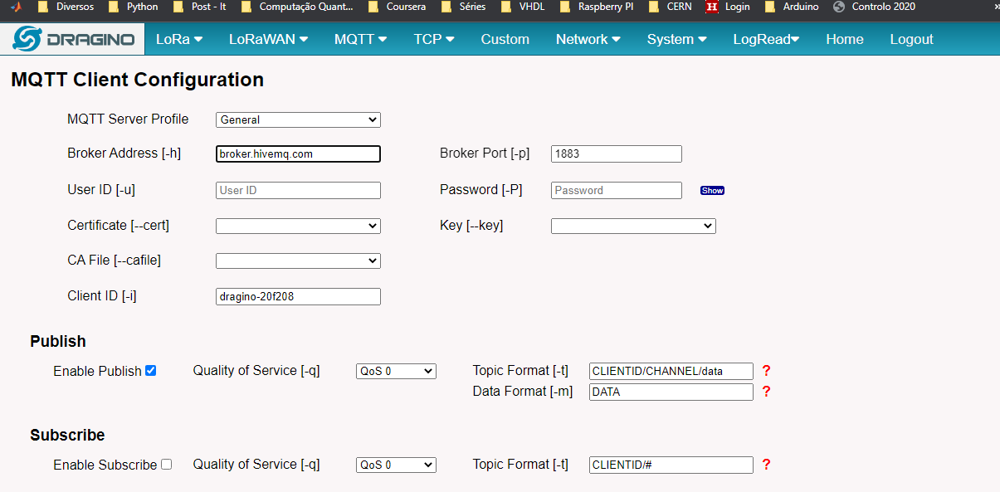 Diversos Python Post - It Computação Quant... Coursera Séries VHDL Raspberry PI CERN H Login Arduino Controlo 2020 »
DRAGINO LoRa LoRaWAN MQTT TCP Custom Network System LogRead Home Logout
MQTT Client Configuration
MQTT Server Profile General
Broker Address [-h] broker.hivemq.com Broker Port [-p] 1883
User ID [-u] User ID Password [-P] Password Show
Certificate [--cert] Key [--key]
CA File [--cafile]
Client ID [-i] dragino-20f208
Publish
Enable Publish Quality of Service [-q] QoS 0 Topic Format [-t] CLIENTID/CHANNEL/data ?
Data Format [-m] DATA ?
Subscribe
Enable Subscribe Quality of Service [-q] QoS 0 Topic Format [-t] CLIENTID/# ?